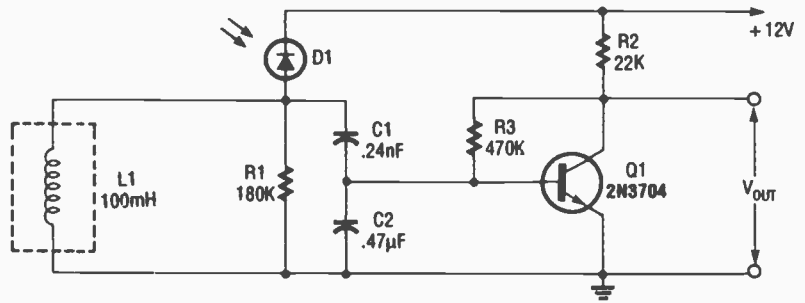 + 12V
D1
R2
22K
C1
.24nF
R3
470K
L1
100mH
R1
180K
Q1
2N3704
C2
.47µF
VOUT